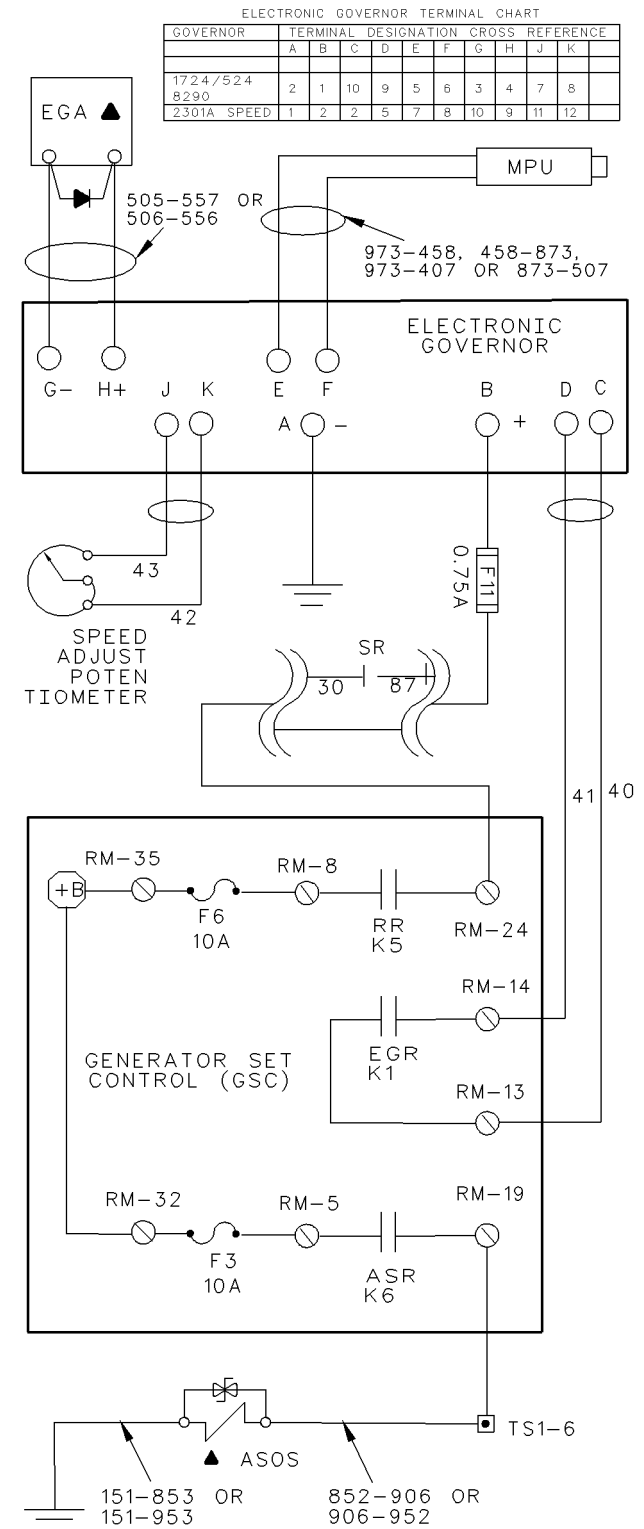 ELECTRONIC GOVERNOR TERMINAL CHART
GOVERNOR TERMINAL DESIGNATION CROSS REFERENCE
A B C D E F G H J K
1724/524 8290 2 1 10 9 5 6 3 4 7 8
2301A SPEED 1 2 2 5 7 8 10 9 11 12
EGA
MPU
505-557 OR
506-556
973-458, 458-873,
973-407 OR 873-507
ELECTRONIC
GOVERNOR
G- H+ J K E F B D C
A - +
43
42
F11
0.75A
SPEED
ADJUST
POTEN
TIOMETER
SR
30 87
41 40
RM-35 RM-8
+B
F6
10A
RR
K5
RM-24
RM-14
EGR
K1
GENERATOR SET
CONTROL (GSC)
RM-13
RM-32 RM-5 RM-19
F3
10A
ASR
K6
TS1-6
ASOS
151-853 OR
151-953
852-906 OR
906-952